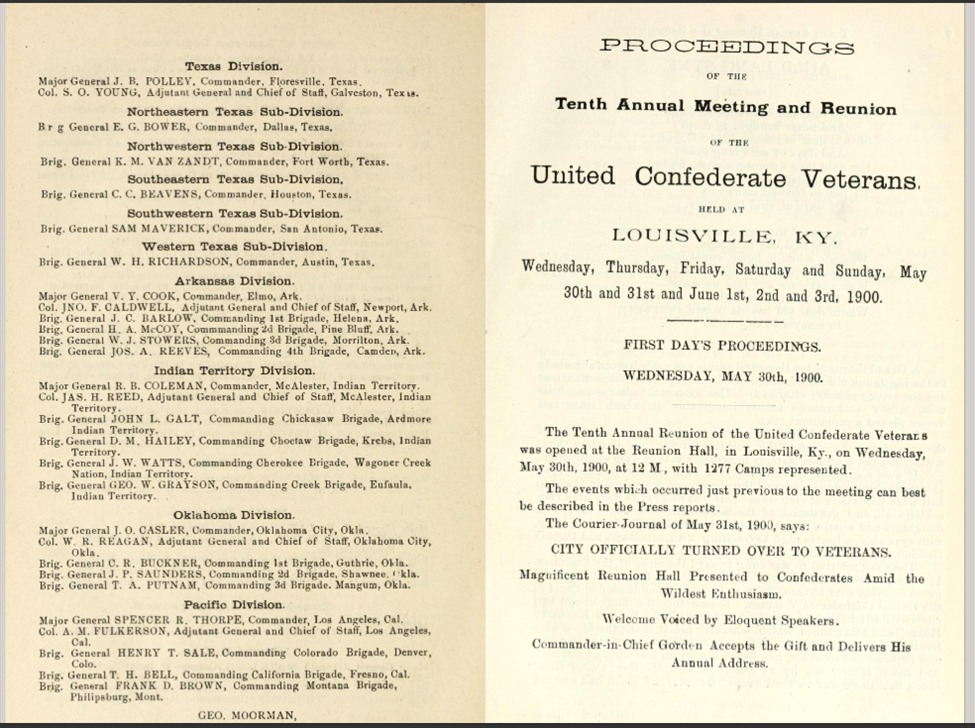 Texas Division.
Major General J. B. POLLEY, Commander, Floresville, Texas.
Col. S. O. YOUNG, Adjutant General and Chief of Staff, Galveston, Texas.
Northeastern Texas Sub-Division.
B r g General E. G. BOWER, Commander, Dallas, Texas.
Northwestern Texas Sub-Division.
Brig. General K. M. VAN ZANDT, Commander, Fort Worth, Texas.
Southeastern Texas Sub-Division,
Brig. General C. C. BEAVENS, Commander, Houston, Texas.
Southwestern Texas Sub-Division.
Brig. General SAM MAVERICK, Commander, San Antonio, Texas.
Western Texas Sub-Division.
Brig. General W. H. RICHARDSON, Commander, Austin, Texas.
Arkansas Division.
Major General V. Y. COOK, Commander, Elmo, Ark.
Col. JNO. F. CALDWELL, Adjutant General and Chief of Staff, Newport, Ark.
Brig. General J. C. BARLOW, Commanding 1st Brigade, Helena, Ark.
Brig. General H. A. McCOY, Commmanding 2d Brigade, Pine Bluff, Ark.
Brig. General W. J. STOWERS, Commanding 3d Brigade, Morrilton, Ark.
Brig. General JOS. A. REEVES, Commanding 4th Brigade, Camden, Ark.
Indian Territory Division.
Major General R. B. COLEMAN, Commander, McAlester, Indian Territory.
Col. JAS. H. REED, Adjutant General and Chief of Staff, McAlester, Indian
Territory.
Brig. General JOHN L. GALT, Commanding Chickasaw Brigade, Ardmore
Indian Territory.
Brig. General D. M. HAILEY, Commanding Choctaw Brigade, Krebs, Indian
Territory.
Brig. General J. W. WATTS, Commanding Cherokee Brigade, Wagoner Creek
Nation, Indian Territory.
Brig. General GEO. W. GRAYSON, Commanding Creek Brigade, Eufaula.
Indian Territory.
Oklahoma Division.
Major General J. O. CASLER, Commander, Oklahoma City, Okla.
Col. W. R. REAGAN, Adjutant General and Chief of Staff, Oklahoma City,
Okla.
Brig. General C. R. BUCKNER, Commanding 1st Brigade, Guthrie, Okla.
Brig. General J. P. SAUNDERS, Commanding 2d Brigade, Shawnee. Okla.
Brig. General T. A. PUTNAM, Commanding 3d Brigade. Mangum, Okla.
Pacific Division.
Major General SPENCER R. THORPE, Commander, Los Angeles, Cal.
Col. A. M. FULKERSON, Adjutant General and Chief of Staff, Los Angeles,
Cal.
Brig. General HENRY T. SALE, Commanding Colorado Brigade, Denver,
Colo.
Brig. General T. H. BELL, Commanding California Brigade, Fresno, Cal.
Brig. General FRANK D. BROWN, Commanding Montana Brigade,
Philipsburg, Mont.
GEO. MOORMAN,
PROCEEDINGS
OF THE
Tenth Annual Meeting and Reunion
OF THE
United Confederate Veterans,
HELD AT
LOUISVILLE, KY.
Wednesday, Thursday, Friday, Saturday and Sunday, May
30th and 31st and June 1st, 2nd and 3rd, 1900.
FIRST DAY'S PROCEEDINGS.
WEDNESDAY, MAY 30th, 1900.
The Tenth Annual Reunion of the United Confederate Veterans
was opened at the Reunion Hall, in Louisville, Ky., on Wednesday,
May 30th, 1900, at 12 M., with 1277 Camps represented.
The events which occurred just previous to the meeting can best
be described in the Press reports.
The Courier-Journal of May 31st, 1900, says:
CITY OFFICIALLY TURNED OVER TO VETERANS.
Magnificent Reunion Hall Presented to Confederates Amid the
Wildest Enthusiasm.
Welcome Voiced by Eloquent Speakers.
Commander-in-Chief Gordon Accepts the Gift and Delivers His
Annual Address.